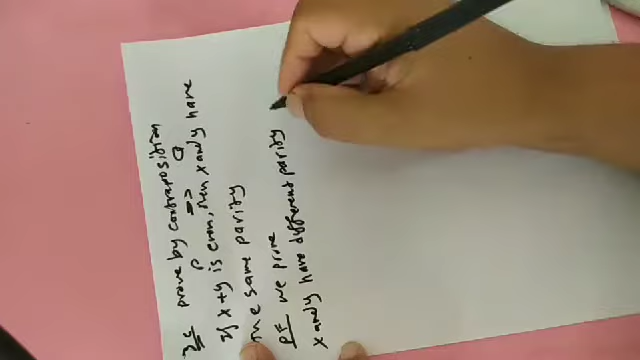 prove by contraposition
P => Q
If x + y is even, then x and y have
the same parity
Pf we prove
x and y have different parity